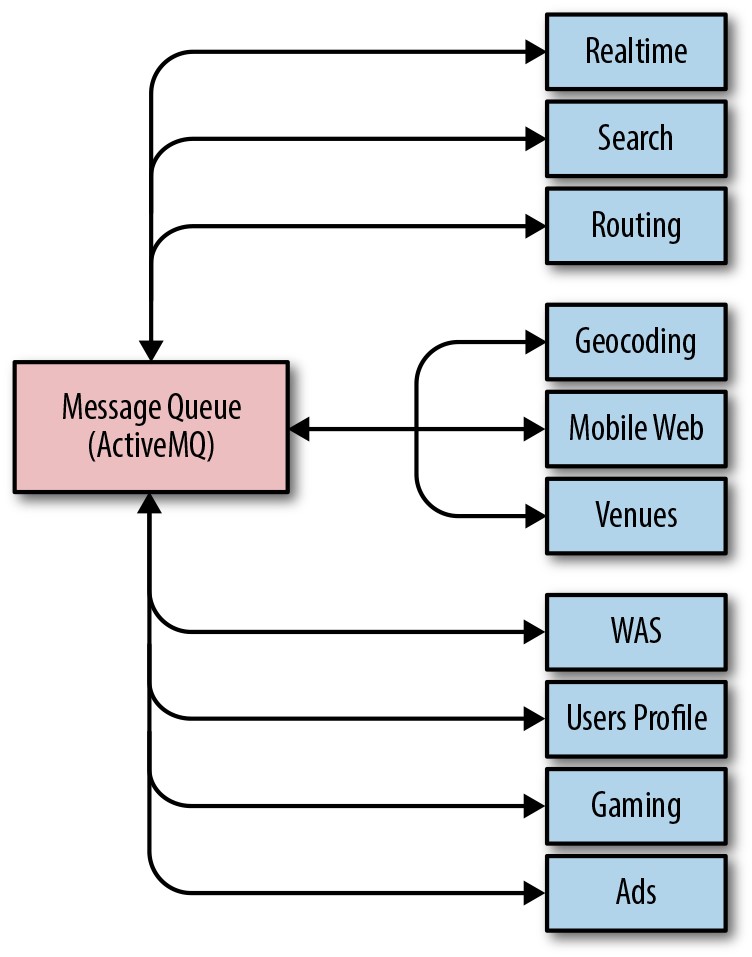 Realtime
Search
Routing
Geocoding
Message Queue
(ActiveMQ)
Mobile Web
Venues
WAS
Users Profile
Gaming
Ads